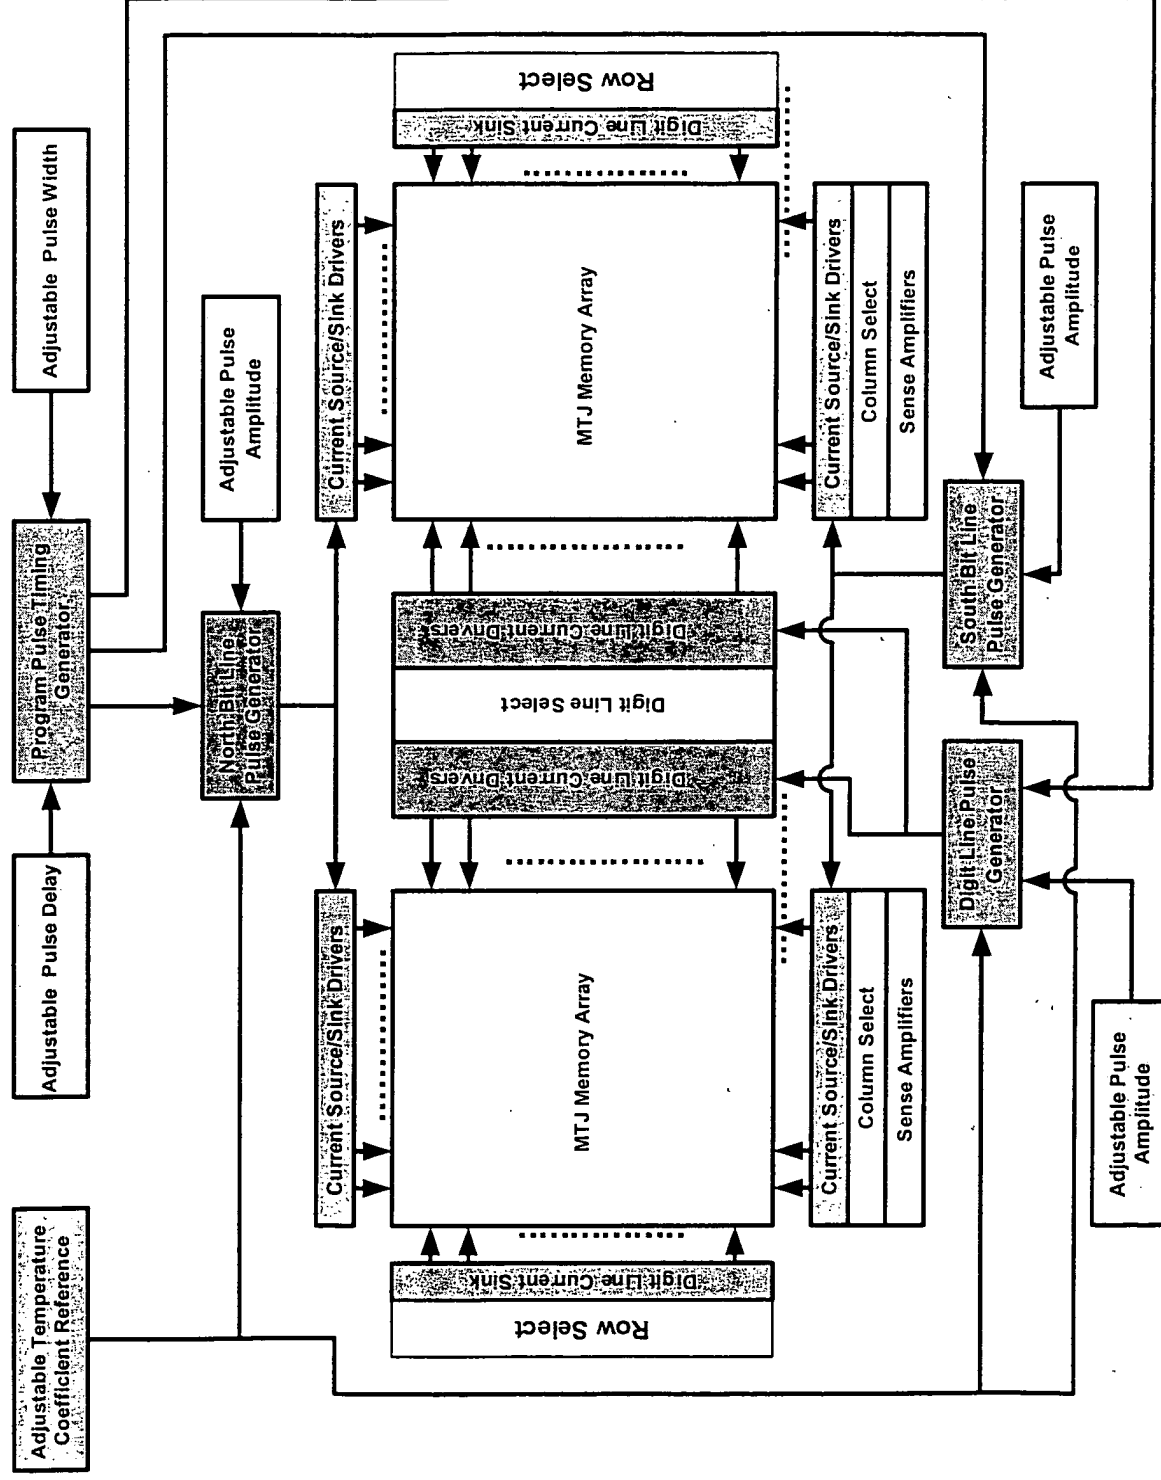 Adjustable Temperature
Coefficient Reference
Adjustable Pulse Delay
Program Pulse Timing
Generator
Adjustable Pulse Width
North Bit Line
Pulse Generator
Adjustable Pulse
Amplitude
Current Source/Sink Drivers
Current Source/Sink Drivers
Row Select
Digit Line Current Sink
MTJ Memory Array
Digit Line Current Drivers
Digit Line Select
Digit Line Current Drivers
MTJ Memory Array
Digit Line Current Sink
Row Select
Current Source/Sink Drivers
Column Select
Sense Amplifiers
Current Source/Sink Drivers
Column Select
Sense Amplifiers
Digit Line Pulse
Generator
South Bit Line
Pulse Generator
Adjustable Pulse
Amplitude
Adjustable Pulse
Amplitude